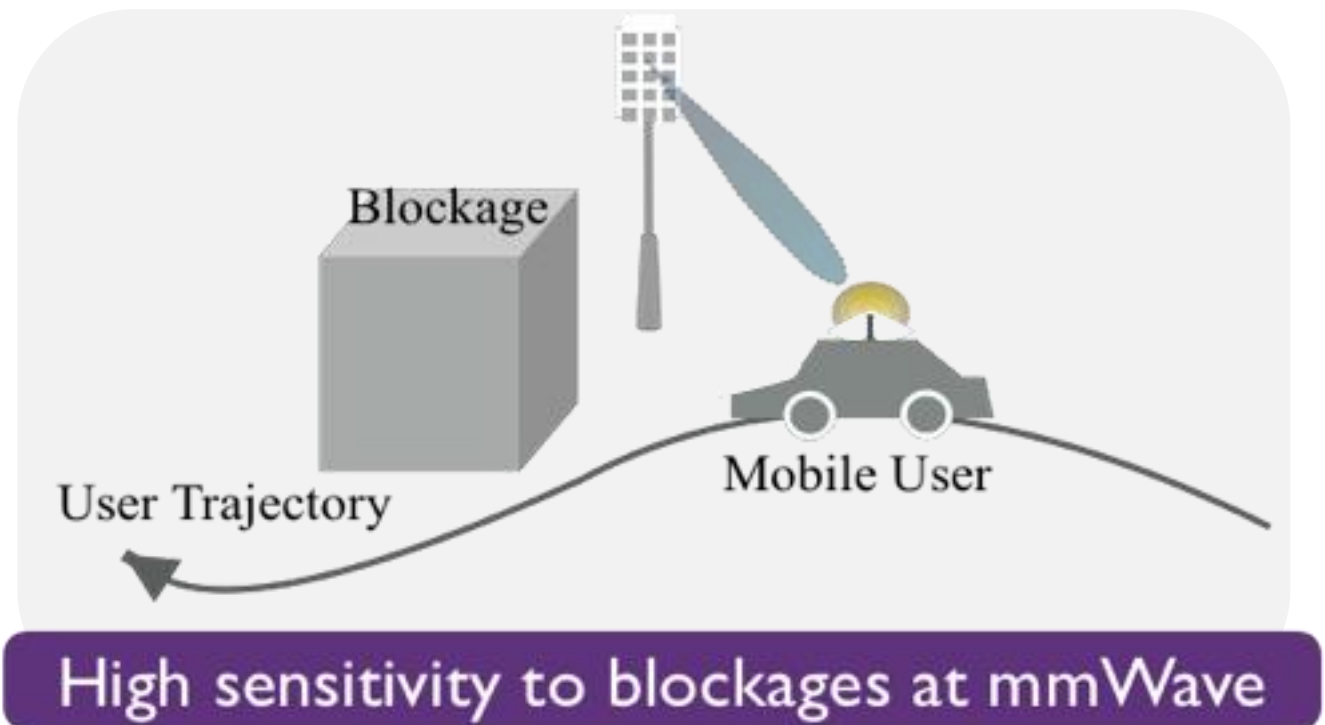 Blockage
Mobile User
User Trajectory
High sensitivity to blockages at mmWave